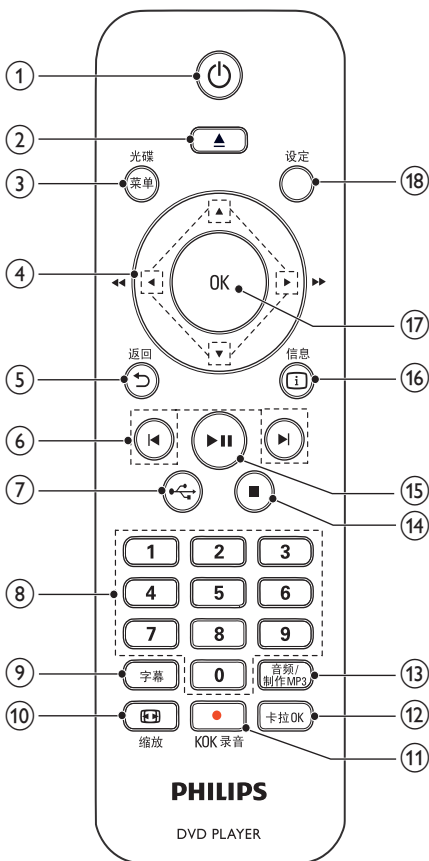 ①
②
光碟
设定
③
菜单
⑱
④
OK
⑰
返回
信息
⑤
i
⑯
⑥
⑦
⑮
⑭
1 2 3
⑧
4 5 6
7 8 9
⑨
字幕
0
音频/
制作MP3
⑬
⑩
卡拉OK
⑫
缩放
KOK 录音
⑪
PHILIPS
DVD PLAYER